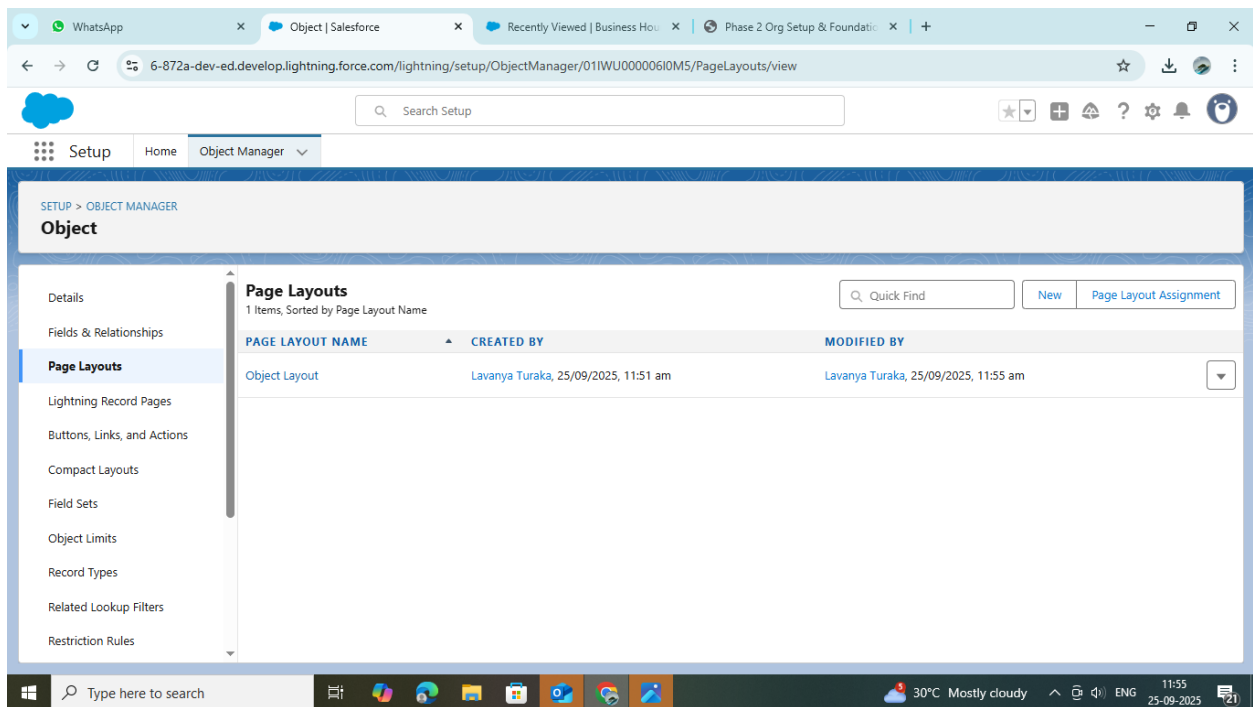 WhatsApp
Object | Salesforce
Recently Viewed | Business Hou
Phase 2 Org Setup & Foundatio
6-872a-dev-ed.develop.lightning.force.com/lightning/setup/ObjectManager/01IWU000006I0M5/PageLayouts/view
Search Setup
Setup Home Object Manager
SETUP > OBJECT MANAGER
Object
Details
Fields & Relationships
Page Layouts
Lightning Record Pages
Buttons, Links, and Actions
Compact Layouts
Field Sets
Object Limits
Record Types
Related Lookup Filters
Restriction Rules
Page Layouts
1 Items, Sorted by Page Layout Name
Quick Find
New
Page Layout Assignment
PAGE LAYOUT NAME CREATED BY MODIFIED BY
Object Layout Lavanya Turaka, 25/09/2025, 11:51 am Lavanya Turaka, 25/09/2025, 11:55 am
Type here to search
5
30°C Mostly cloudy
ENG
11:55
25-09-2025
21